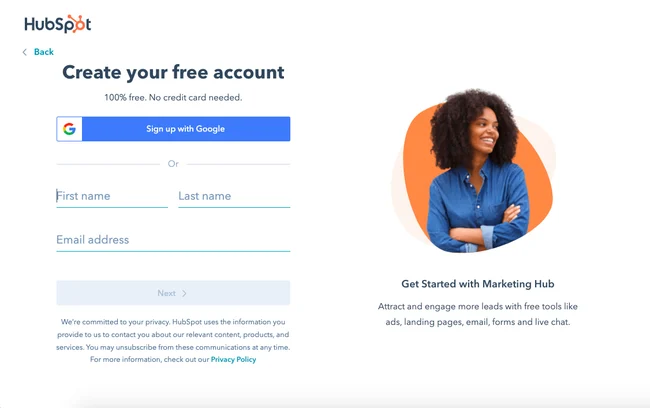 HubSpot
Back
Create your free account
100% free. No credit card needed.
Sign up with Google
Or
First name
Last name
Email address
Next
We're committed to your privacy. HubSpot uses the information you
provide to us to contact you about our relevant content, products, and
services. You may unsubscribe from these communications at any time.
For more information, check out our Privacy Policy
Get Started with Marketing Hub
Attract and engage more leads with free tools like
ads, landing pages, email, forms and live chat.